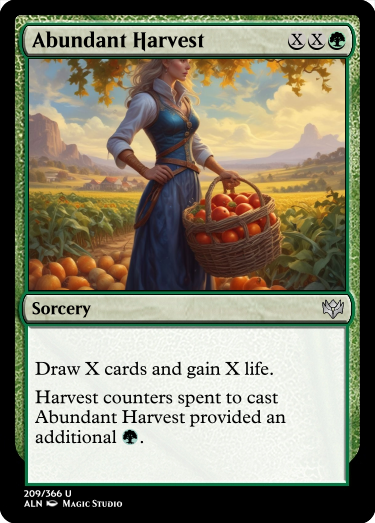 Abundant Harvest XX
Sorcery
Draw X cards and gain X life.
Harvest counters spent to cast
Abundant Harvest provided an
additional .
209/366 U
ALN Magic Studio